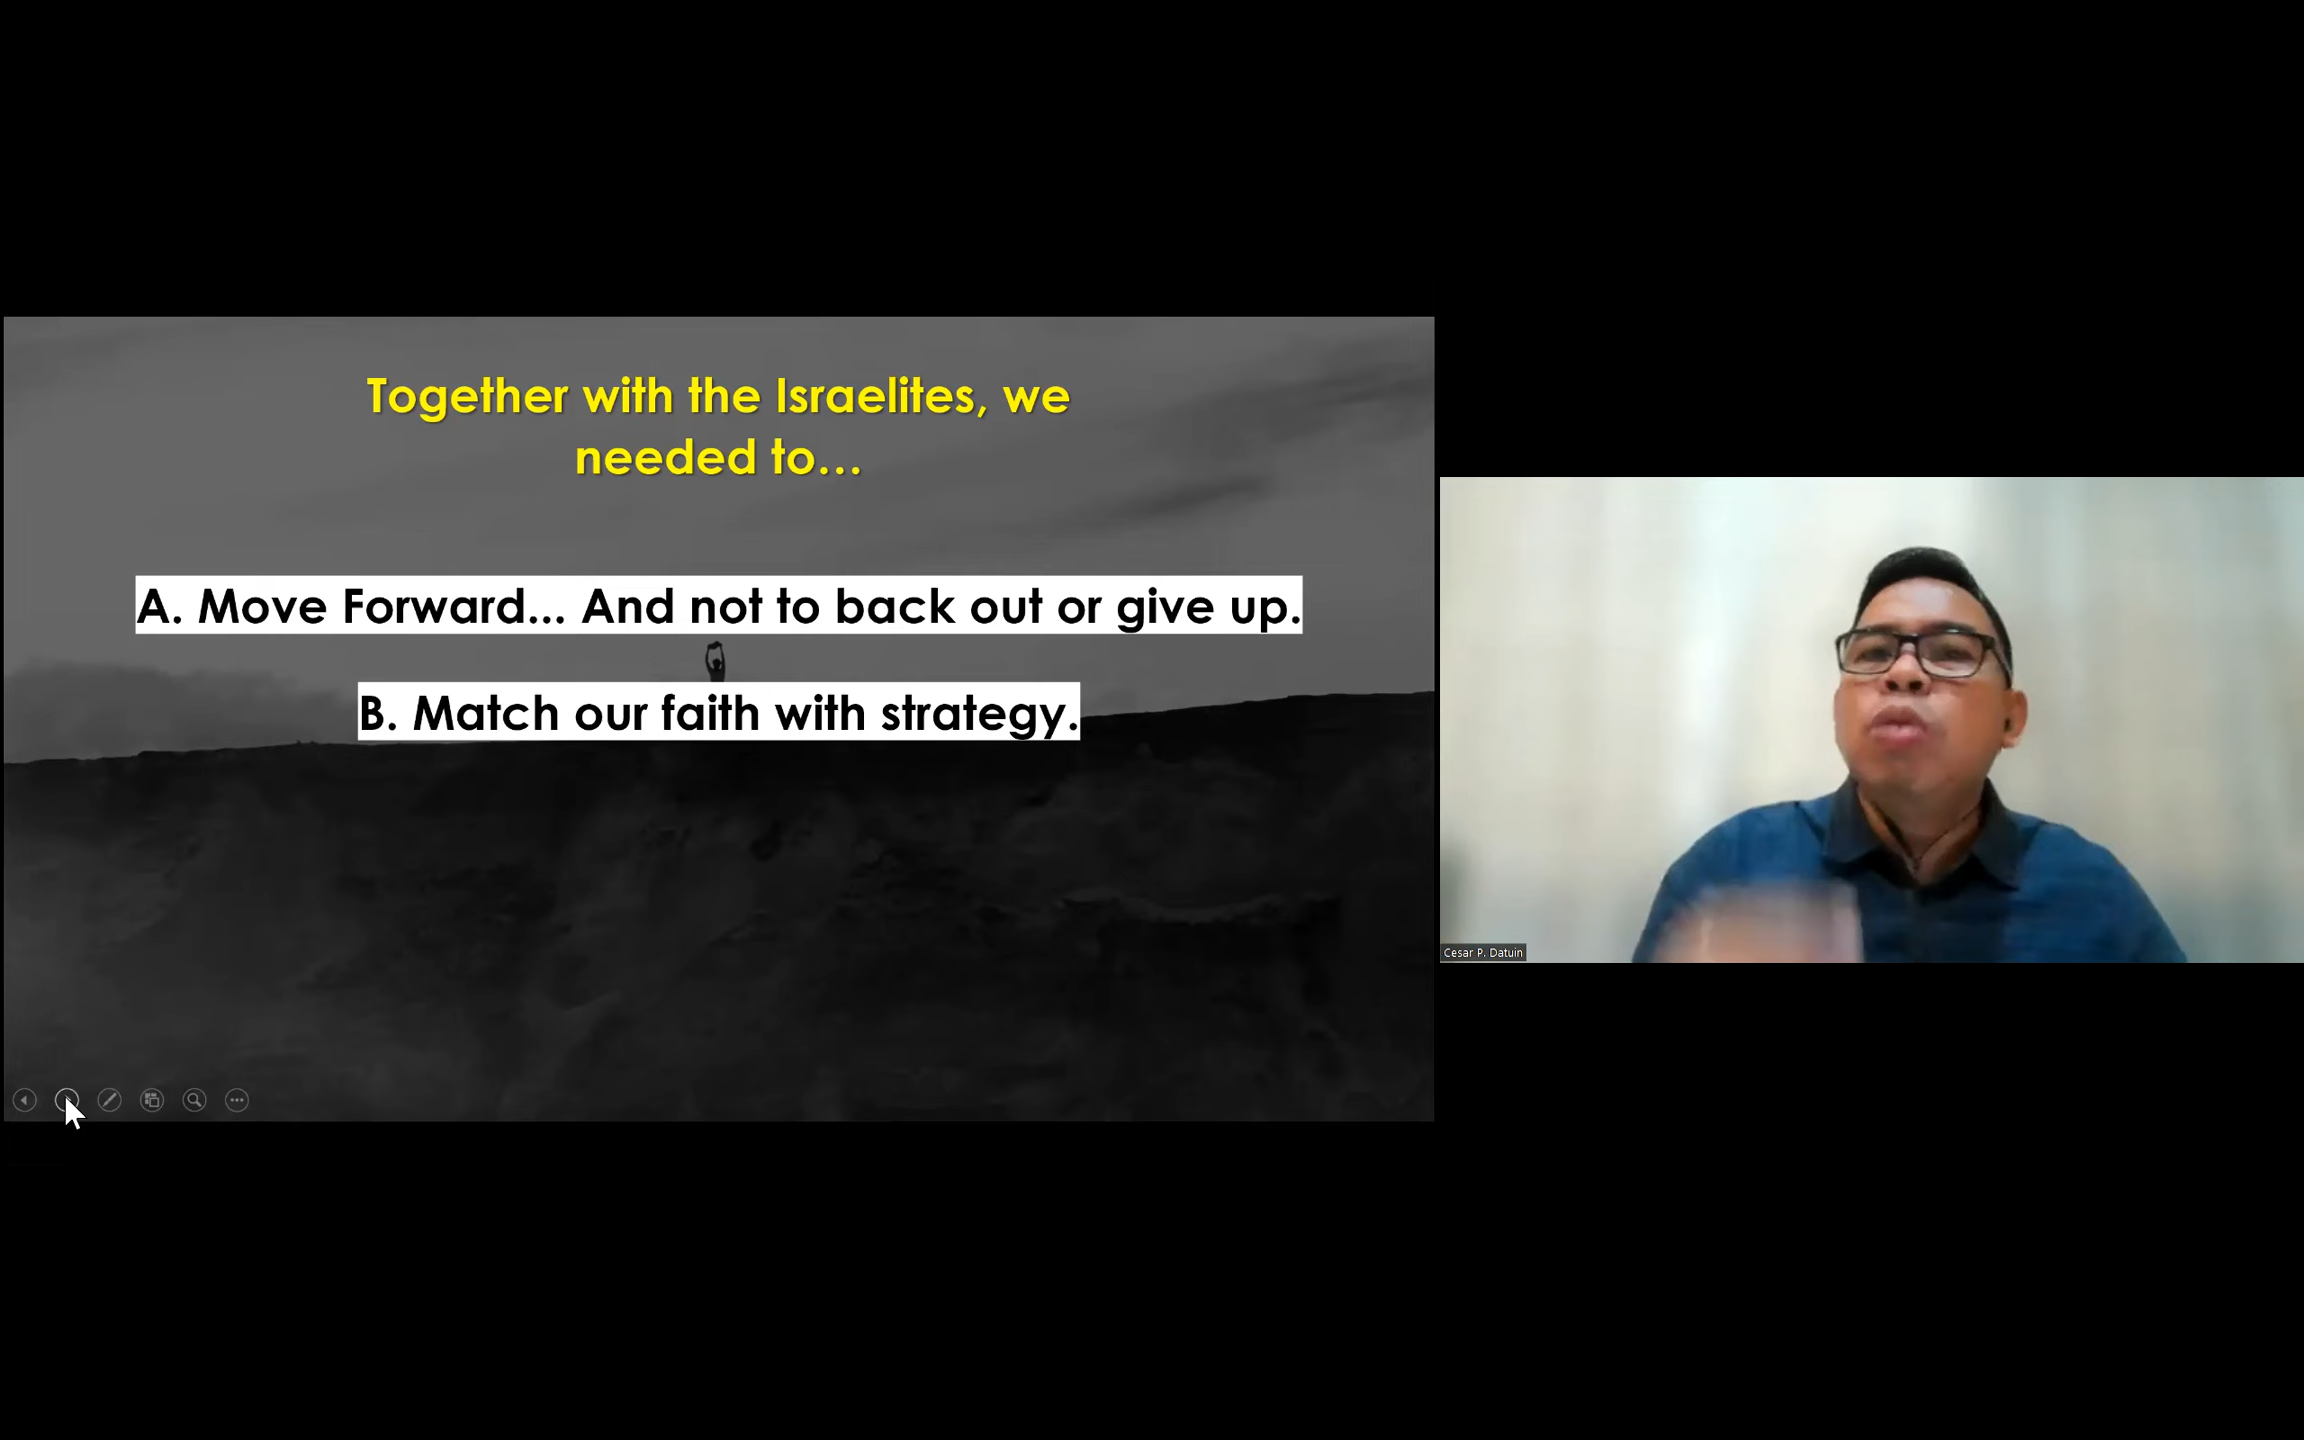 Together with the Israelites, we
needed to...
A. Move Forward... And not to back out or give up.
B. Match our faith with strategy.
Cesar P. Datuin